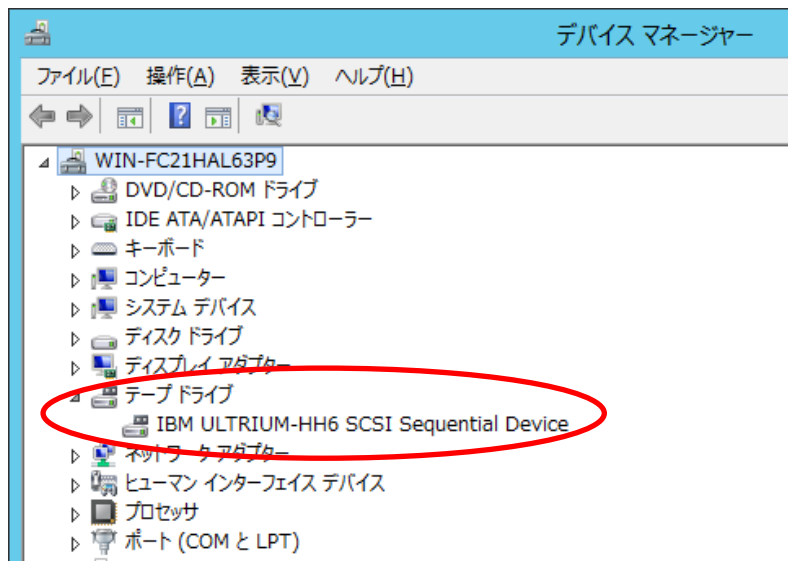 デバイス マネージャー
ファイル(F) 操作(A) 表示(V) ヘルプ(H)
WIN-FC21HAL63P9
DVD/CD-ROM ドライブ
IDE ATA/ATAPI コントローラー
キーボード
コンピューター
システム デバイス
ディスク ドライブ
ディスプレイ アダプター
テープ ドライブ
IBM ULTRIUM-HH6 SCSI Sequential Device
ネットワーク アダプター
ヒューマン インターフェイス デバイス
プロセッサ
ポート (COM と LPT)